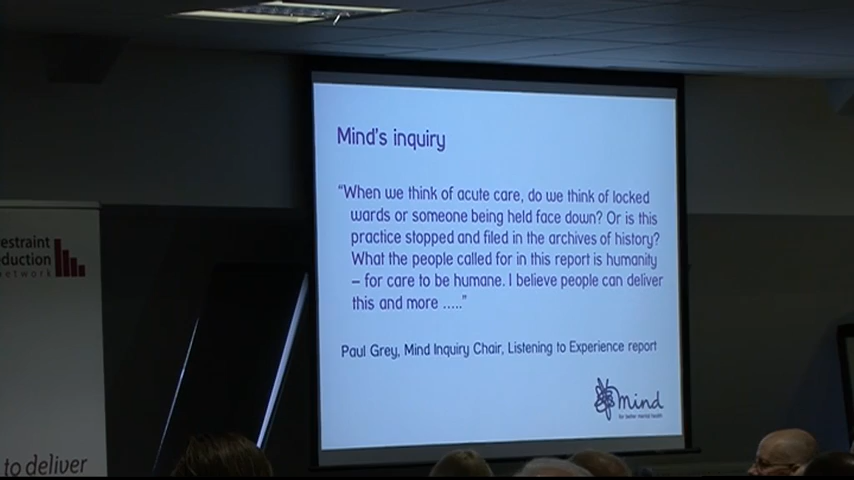 Mind's inquiry
“When we think of acute care, do we think of locked
wards or someone being held face down? Or is this
practice stopped and filed in the archives of history?
What the people called for in this report is humanity
– for care to be humane. I believe people can deliver
this and more .....”
Paul Grey, Mind Inquiry Chair, Listening to Experience report
mind
for better mental health
estraint
duction
network
to deliver